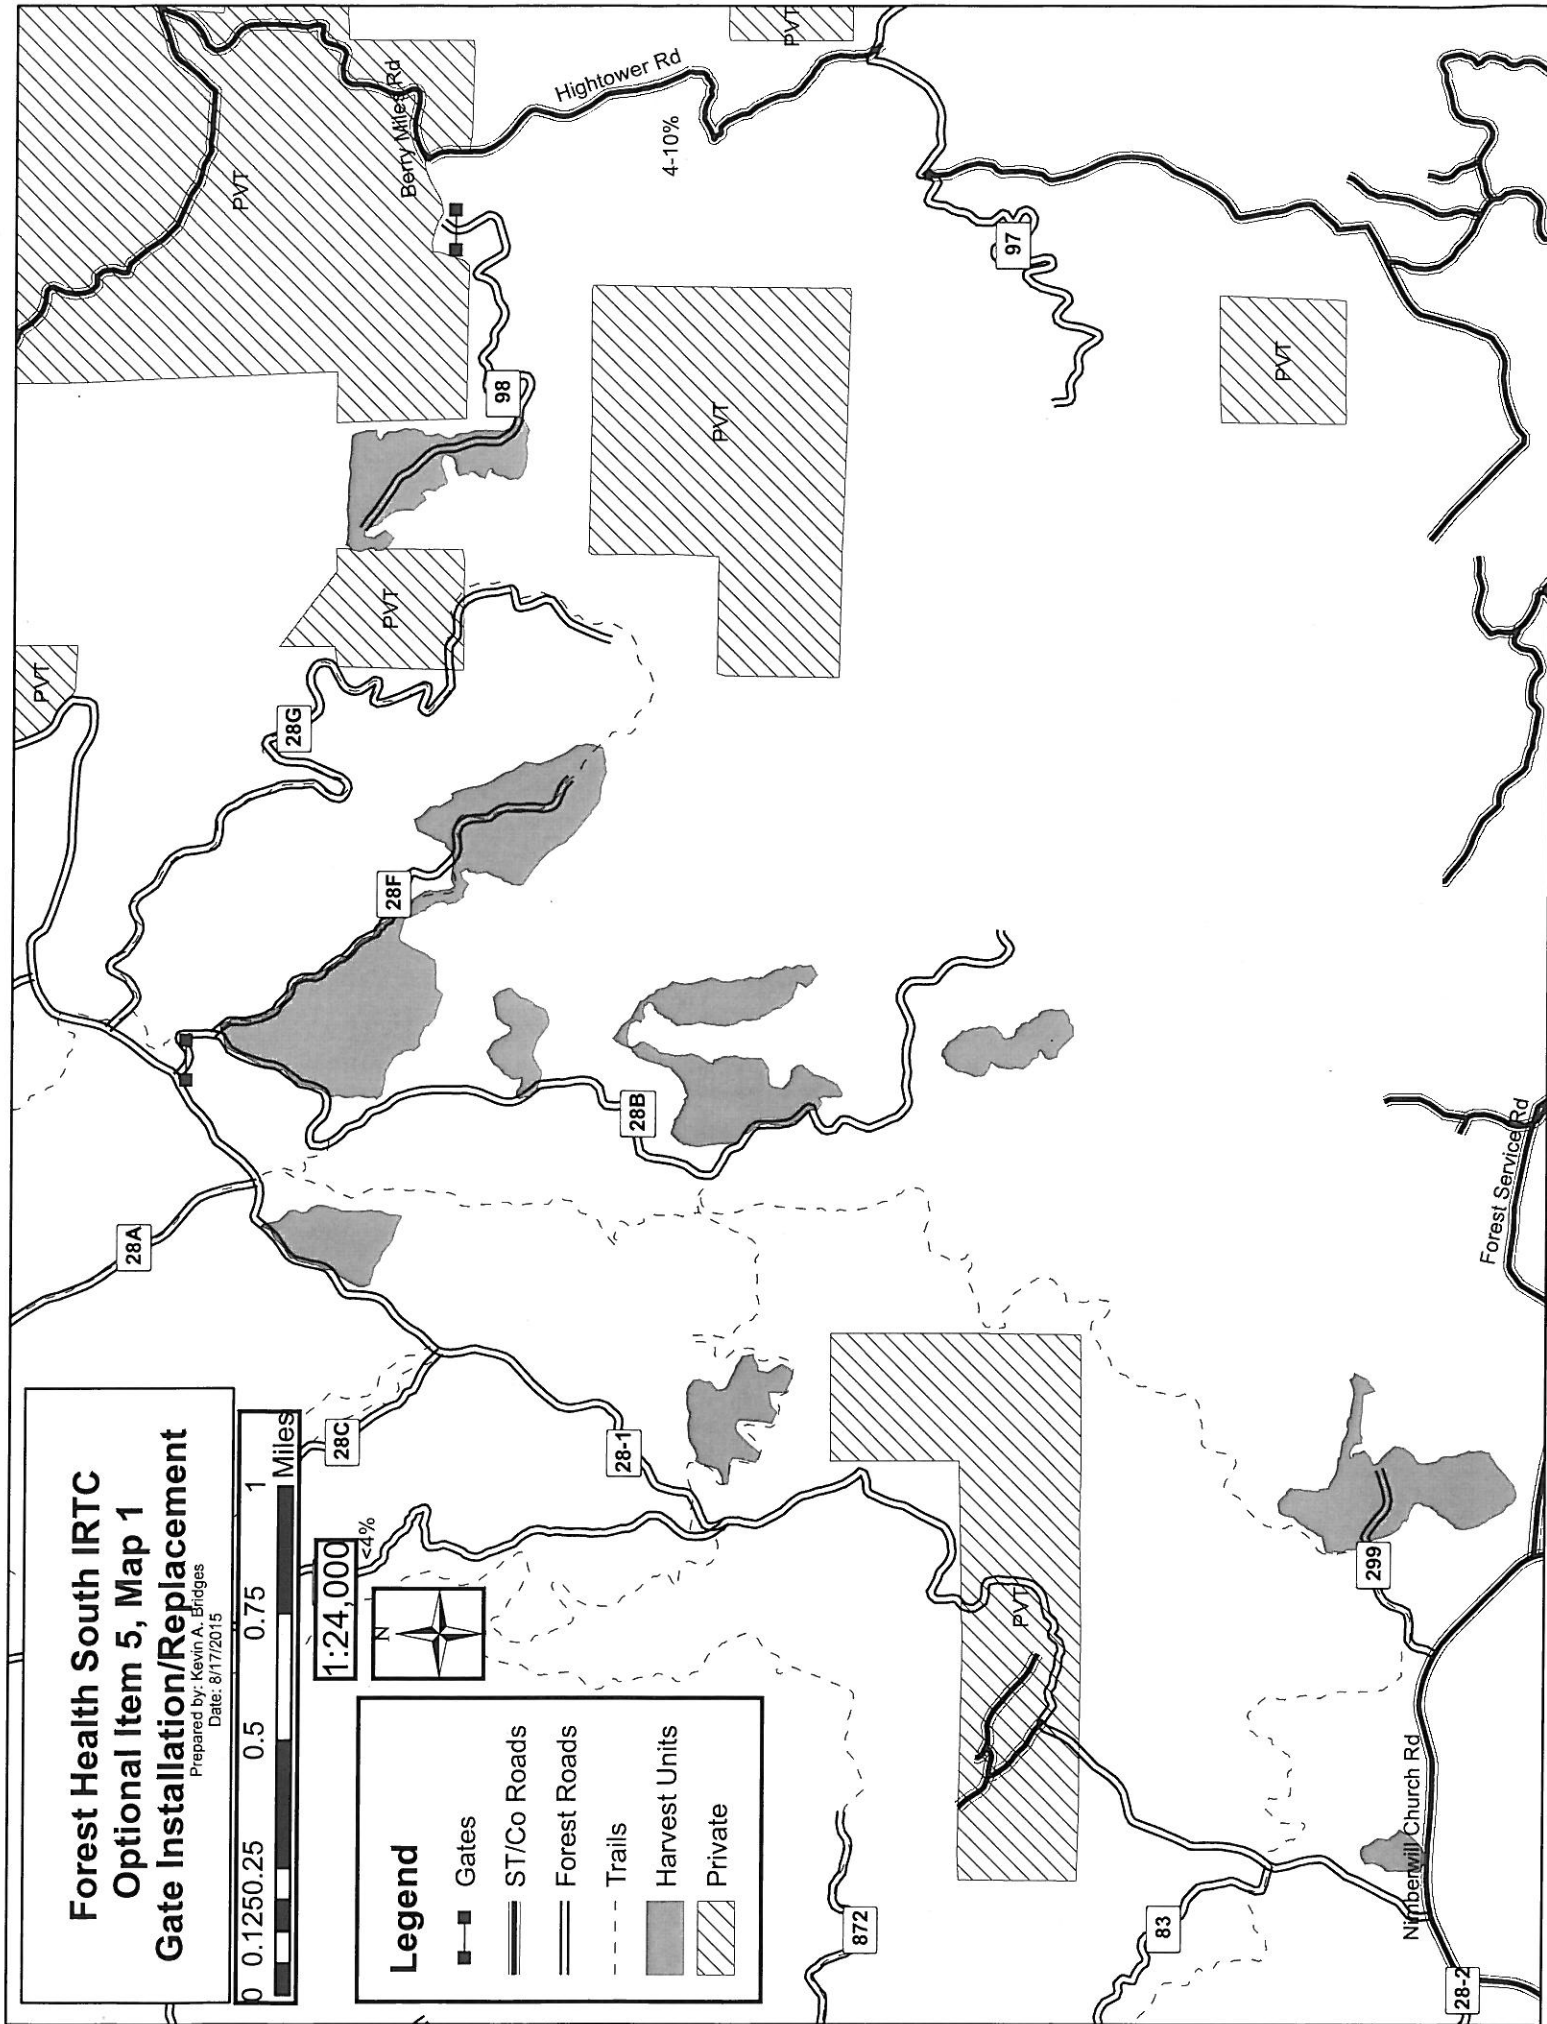 Forest Health South IRTC
Optional Item 5, Map 1
Gate Installation/Replacement
Prepared by: Kevin A. Bridges
Date: 8/17/2015
0 0.125 0.25 0.5 0.75 1
Miles
1:24,000
<4%
N
Legend
Gates
ST/Co Roads
Forest Roads
Trails
Harvest Units
Private
28A
28C
28-1
28B
28F
28G
PVT
PVT
98
PVT
Berry Miles Rd
Hightower Rd
4-10%
PVT
PVT
97
PVT
PVT
872
83
299
Nimberwill Church Rd
28-2
Forest Service Rd